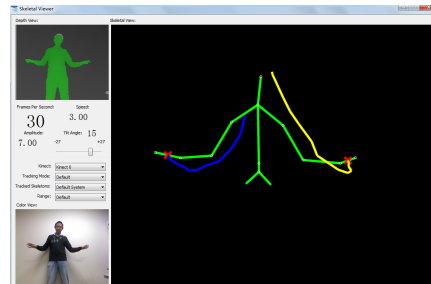 Skeletal Viewer
Depth View:
Skeletal View:
Frames Per Second:
Speed:
30
3.00
Amplitude:
Tilt Angle: 15
7.00
-27
+27
Kinect: Kinect 0
Tracking Mode: Default
Tracked Skeletons: Default System
Range: Default
Color View: